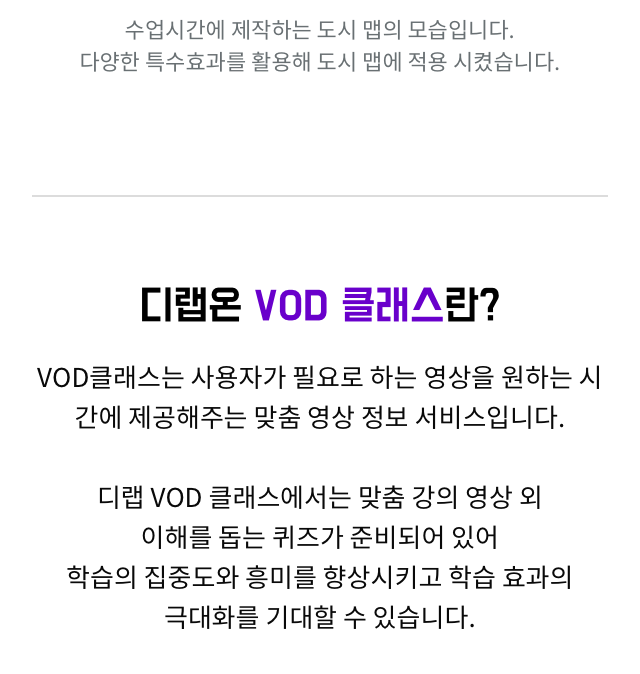 수업시간에 제작하는 도시 맵의 모습입니다.
다양한 특수효과를 활용해 도시 맵에 적용 시켰습니다.
디랩온 VOD 클래스란?
VOD클래스는 사용자가 필요로 하는 영상을 원하는 시
간에 제공해주는 맞춤 영상 정보 서비스입니다.
디랩 VOD 클래스에서는 맞춤 강의 영상 외
이해를 돕는 퀴즈가 준비되어 있어
학습의 집중도와 흥미를 향상시키고 학습 효과의
극대화를 기대할 수 있습니다.